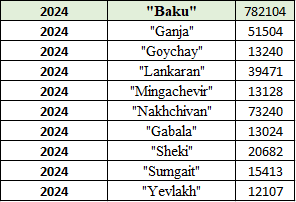 2024 "Baku" 782104
2024 "Ganja" 51504
2024 "Goychay" 13240
2024 "Lankaran" 39471
2024 "Mingachevir" 13128
2024 "Nakhchivan" 73240
2024 "Gabala" 13024
2024 "Sheki" 20682
2024 "Sumgait" 15413
2024 "Yevlakh" 12107